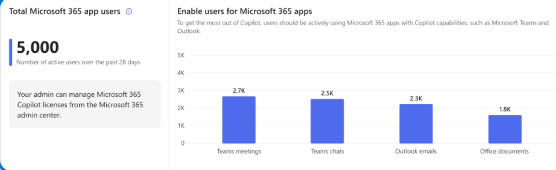 Total Microsoft 365 app users
5,000
Number of active users over the past 28 days
Your admin can manage Microsoft 365
Copilot licenses from the Microsoft 365
admin center.
Enable users for Microsoft 365 apps
To get the most out of Copilot, users should be actively using Microsoft 365 apps with Copilot capabilities, such as Microsoft Teams and
Outlook.
5K
4K
3K
2K
1K
0
2.7K
2.5K
2.3K
1.8K
Teams meetings
Teams chats
Outlook emails
Office documents